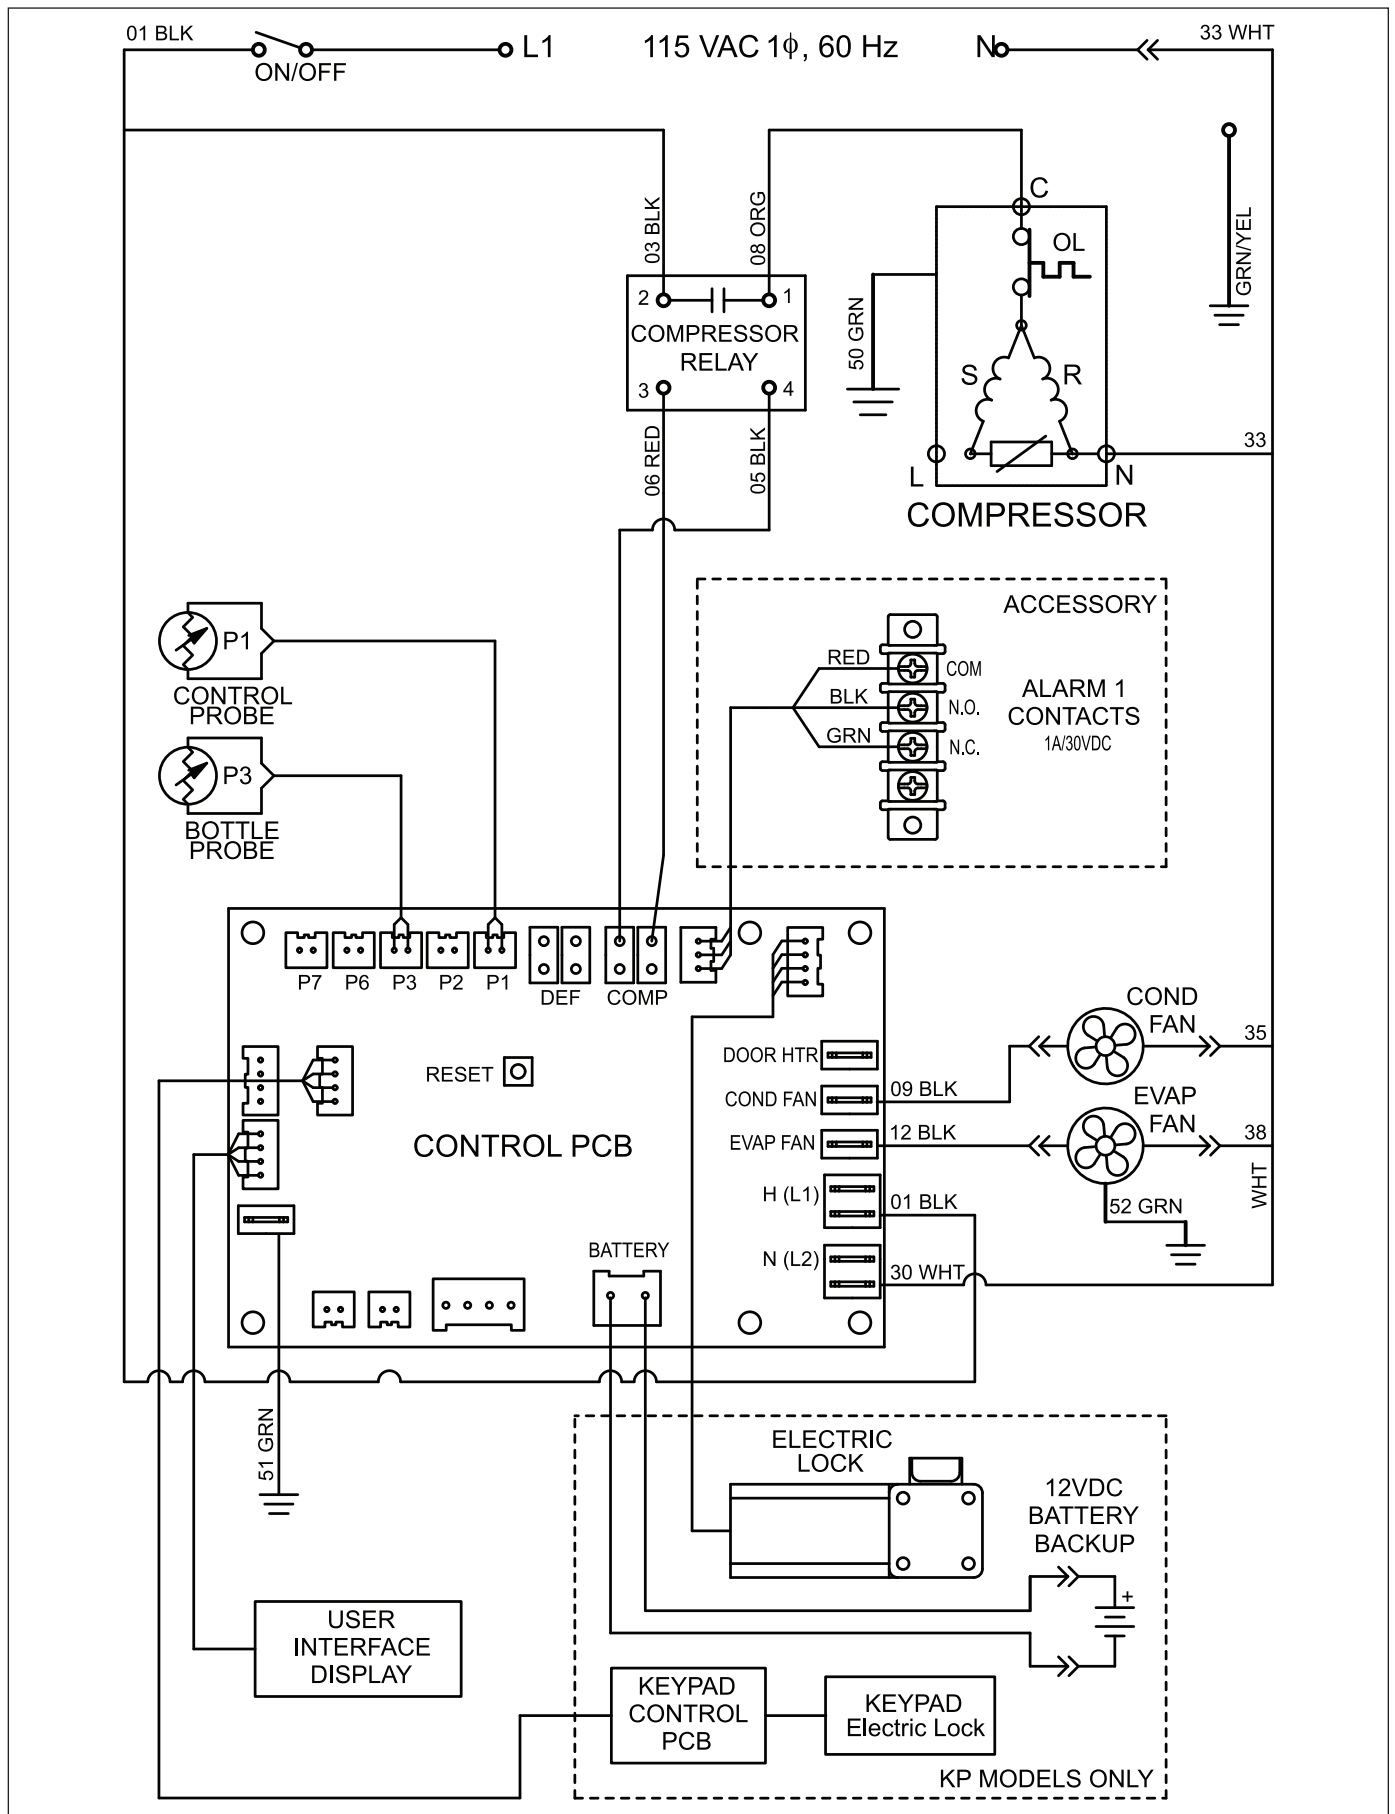 01 BLK
ON/OFF
L1
115 VAC 1ϕ, 60 Hz
N
33 WHT
03 BLK
08 ORG
C
OL
GRN/YEL
2
1
COMPRESSOR
RELAY
3
4
50 GRN
S
R
L
N
33
COMPRESSOR
06 RED
05 BLK
P1
CONTROL
PROBE
P3
BOTTLE
PROBE
ACCESSORY
RED
COM
BLK
N.O.
GRN
N.C.
ALARM 1
CONTACTS
1A/30VDC
P7
P6
P3
P2
P1
DEF
COMP
RESET
CONTROL PCB
DOOR HTR
COND FAN
09 BLK
EVAP FAN
12 BLK
H (L1)
01 BLK
N (L2)
30 WHT
COND
FAN
35
EVAP
FAN
38
WHT
52 GRN
BATTERY
51 GRN
ELECTRIC
LOCK
12VDC
BATTERY
BACKUP
+
USER
INTERFACE
DISPLAY
KEYPAD
CONTROL
PCB
KEYPAD
Electric Lock
KP MODELS ONLY